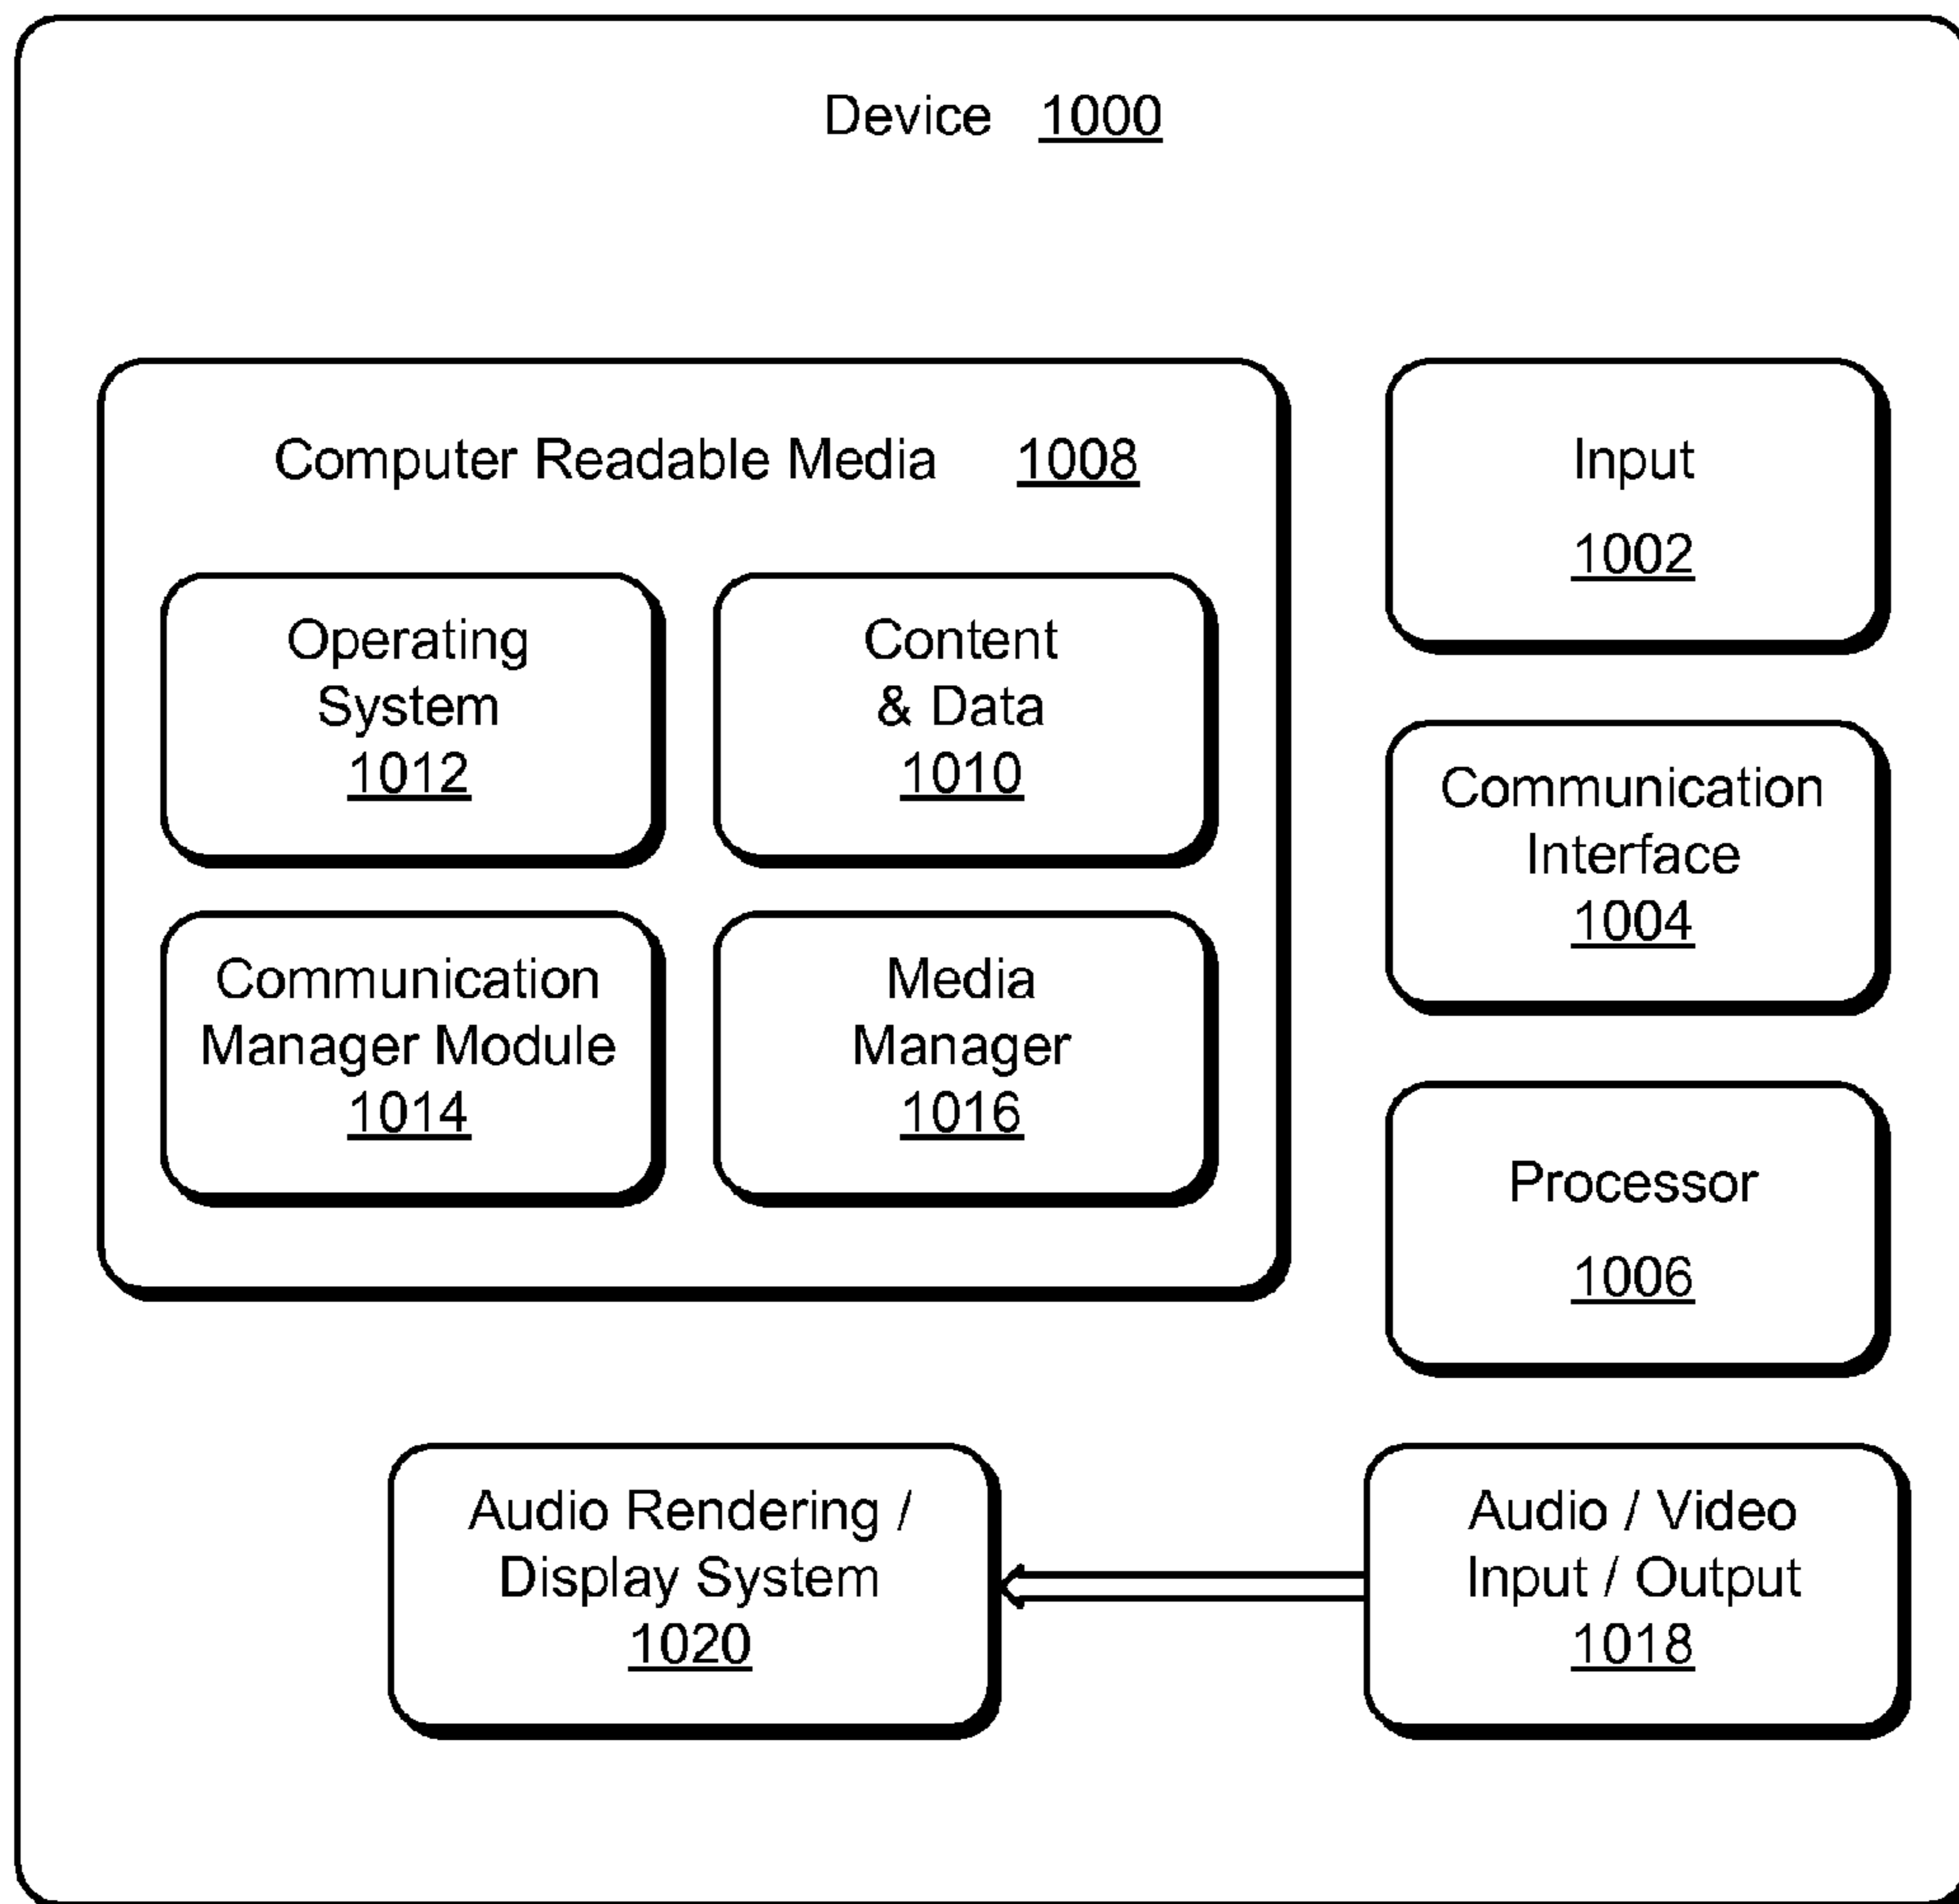 Device 1000
Computer Readable Media 1008
Operating
System
1012
Content
& Data
1010
Communication
Manager Module
1014
Media
Manager
1016
Input
1002
Communication
Interface
1004
Processor
1006
Audio Rendering /
Display System
1020
Audio / Video
Input / Output
1018